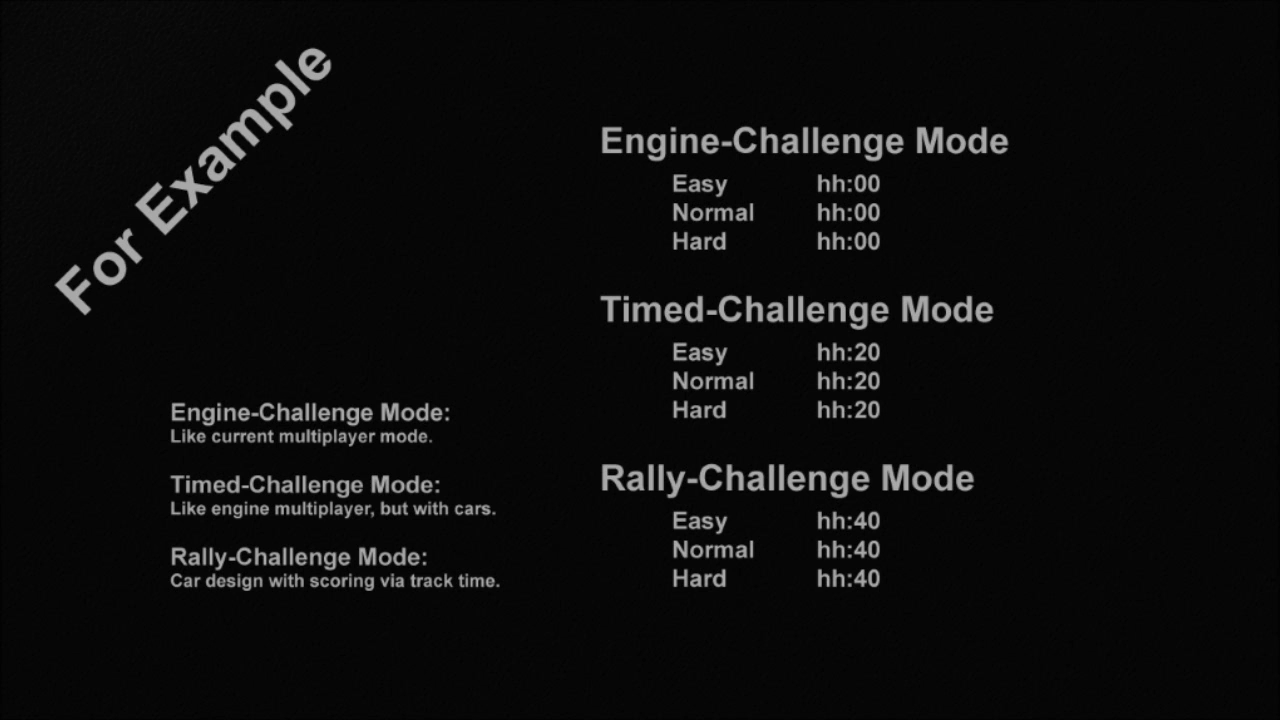 For Example
Engine-Challenge Mode:
Like current multiplayer mode.
Timed-Challenge Mode:
Like engine multiplayer, but with cars.
Rally-Challenge Mode:
Car design with scoring via track time.
Engine-Challenge Mode
Easy hh:00
Normal hh:00
Hard hh:00
Timed-Challenge Mode
Easy hh:20
Normal hh:20
Hard hh:20
Rally-Challenge Mode
Easy hh:40
Normal hh:40
Hard hh:40